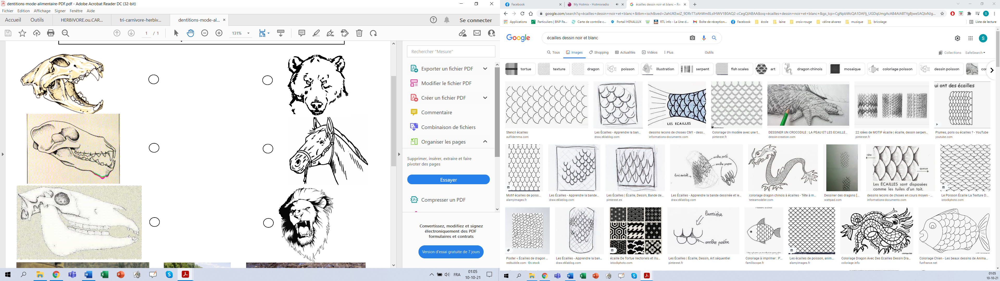 dentitions-mode-alimentaire-PDF.pdf - Adobe Acrobat Reader DC (32-bit)
Fichier Edition Affichage Signer Fenêtre Aide
Accueil Outils HERBIVORE.ou.CAR... tri-carnivore-herbiv... dentitions-mode-al... × Se connecter
1 / 1 131%
Rechercher "Mesure"
Exporter un fichier PDF
Modifier le fichier PDF
Créer un fichier PDF
Commentaire
Combinaison de fichiers
Organiser les pages
Supprimer, insérer, extraire et faire
pivoter des pages
Essayer
Compresser un PDF
Convertissez, modifiez et signez
électroniquement des PDF
formulaires et contrats
Version d'essai gratuite de 7 jours
FRA
01:05
10-10-21
Facebook My Hotmix - Hotmixradio écailles dessin noir et blanc – Re
google.com/search?q=écailles+dessin+noir+et+blanc+&tbm=isch&ved=2ahUKEwiZ_9DRr77zAhWm8LsIHWV1B0AQ2-cCegQIABAA&oq=écailles+dessin+noir+et+blanc+&gs_lcp=CgNpbWcQA1DAFIj_UGDqUmgAcAB4AIABTYgBjweSAQIxNJg...
Applications Particuliers | BNP Pa... Carte de contrôle c... Portail HENALLUX RTL info - La Une d... Boîte de réception... Facebook école laine croix-rouge céline alvarez musique bricolage Liste de lecture
Google écailles dessin noir et blanc S
Tous Images Shopping Actualités Vidéos Plus Outils Collections SafeSearch
tortue texture dragon poisson illustration serpent fish scales art dragon chinois mosaïque coloriage poisson dessin poisson cor
LES ECAILLES
ui ont des écailles
Stencil écailles Les Écailles - Apprendre la ban... dessins lecons de choses CM1 - dess... Coloriage Un modèle avec une t... DESSINER UN CROCODILE : LA PEAU ET LES ECAILLE... 22 idées de MOTIF écaille | écaille, dessin serpen... Plumes, poils ou écailles ? - YouTube
aufildemma.com draw.eklablog.com informations-documents.com pinterest.fr dessin-creation.com pinterest.fr youtube.com
ombre porté
ombre propre
tête
queue
Les ÉCAILLES sont disposées
comme les tuiles d'un toit.
Motif écailles de poiss... Les Écailles - Apprendre la bande... Les Écailles | Écaille, Dessin, Bande de... Les Écailles - Apprendre la bande dessinée et le... coloriage dragon chinois à écailles - Tête à m... Dessiner des dragons [... dessins lecons de choses en cours moyen - ... Le Poisson Écaille La Texture D...
alamyimages.fr draw.eklablog.com pinterest.es draw.eklablog.com teteamodeler.com wattpad.com informations-documents.com istockphoto.com
lumière
ombre portée
Poster « Écailles de dragon ... Les Écailles - Apprendre la ban... écaille De Tortue Vectoriels et illu... Les Écailles | Écaille, Dessin, Art séquentiel Coloriage à imprimer : P... Les écailles de poisson, anim... Coloriage Dragon Avec Des Ecailles Dessin Dra... Coloriage Chien - Les beaux dessins de Anima...
redbubble.com · En stock draw.eklablog.com istockphoto.com pinterest.fr familiscope.fr alamyimages.fr coloriage.info funfrance.net
01:05
10-10-21